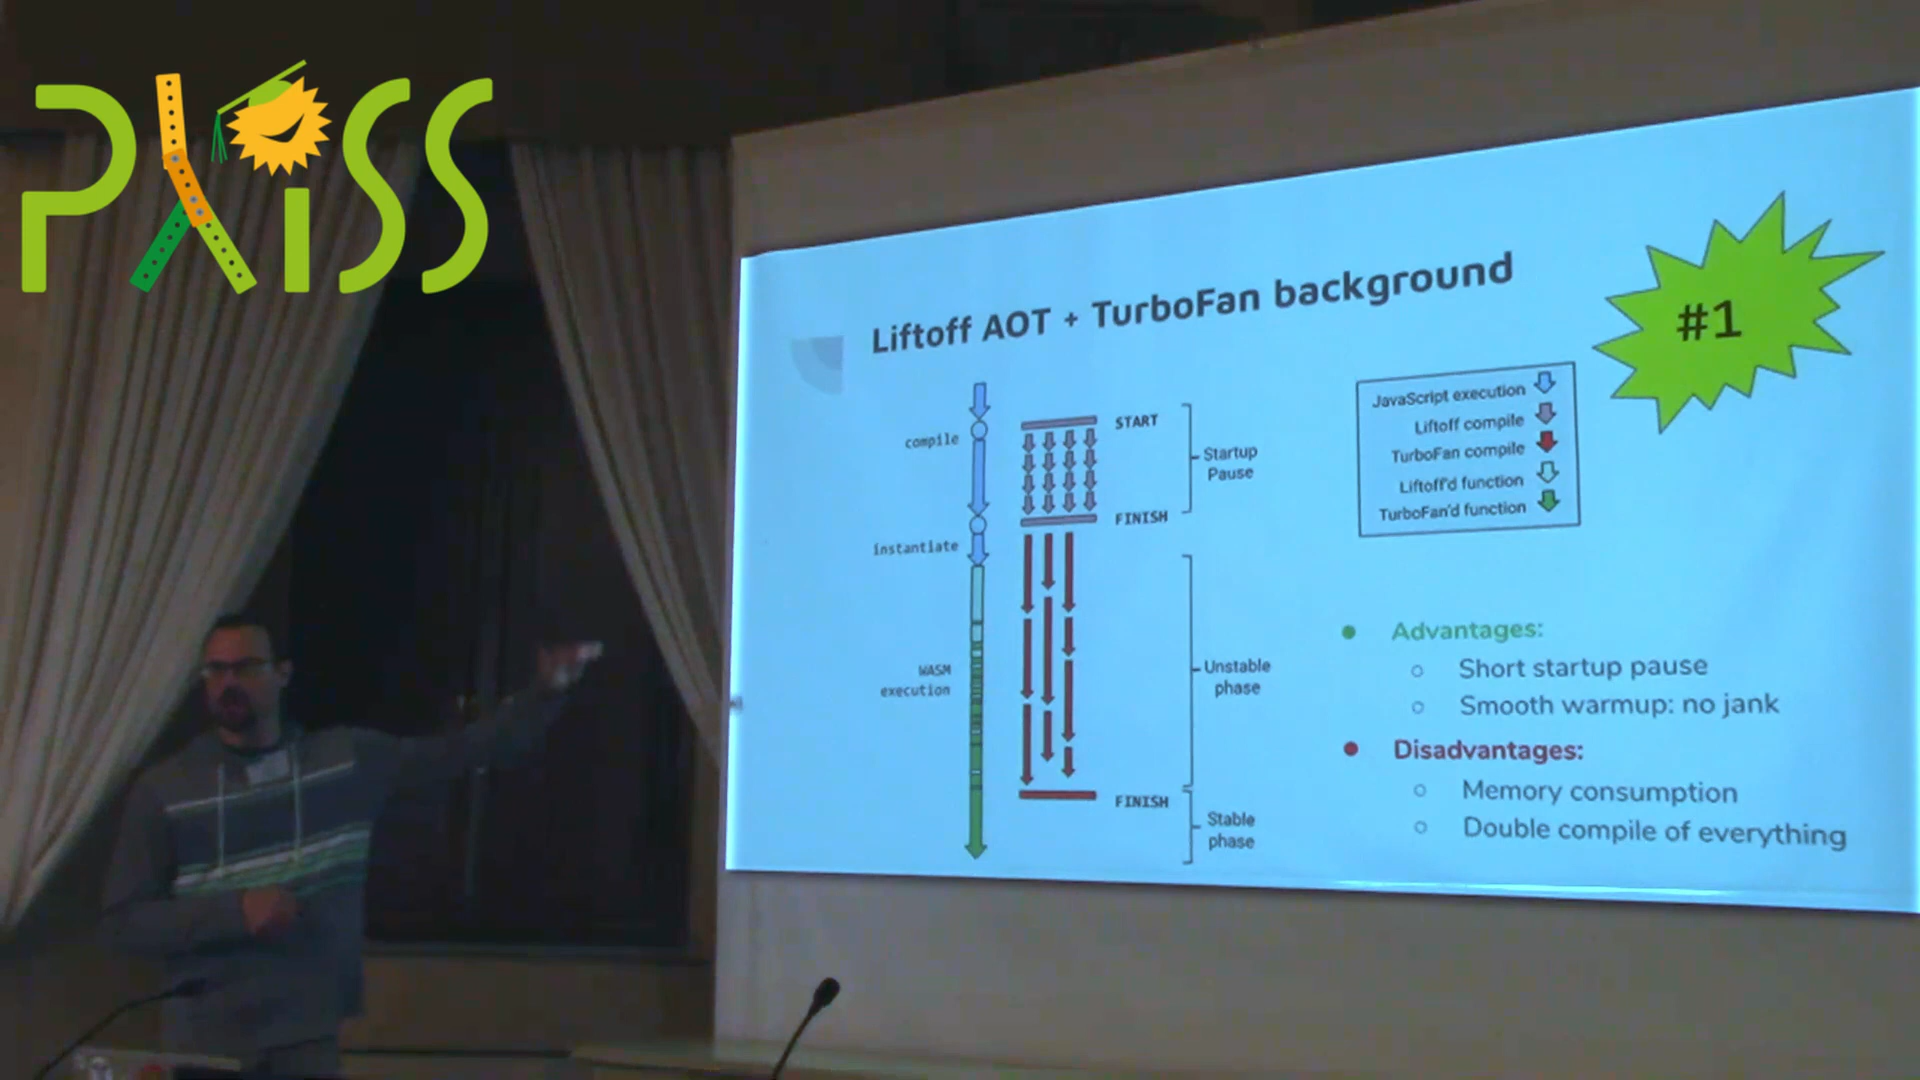 PLISS
Liftoff AOT + TurboFan background
#1
compile
instantiate
WASM
execution
START
FINISH
FINISH
Startup
Pause
Unstable
phase
Stable
phase
JavaScript execution
Liftoff compile
TurboFan compile
Liftoff'd function
TurboFan'd function
Advantages:
Short startup pause
Smooth warmup: no jank
Disadvantages:
Memory consumption
Double compile of everything